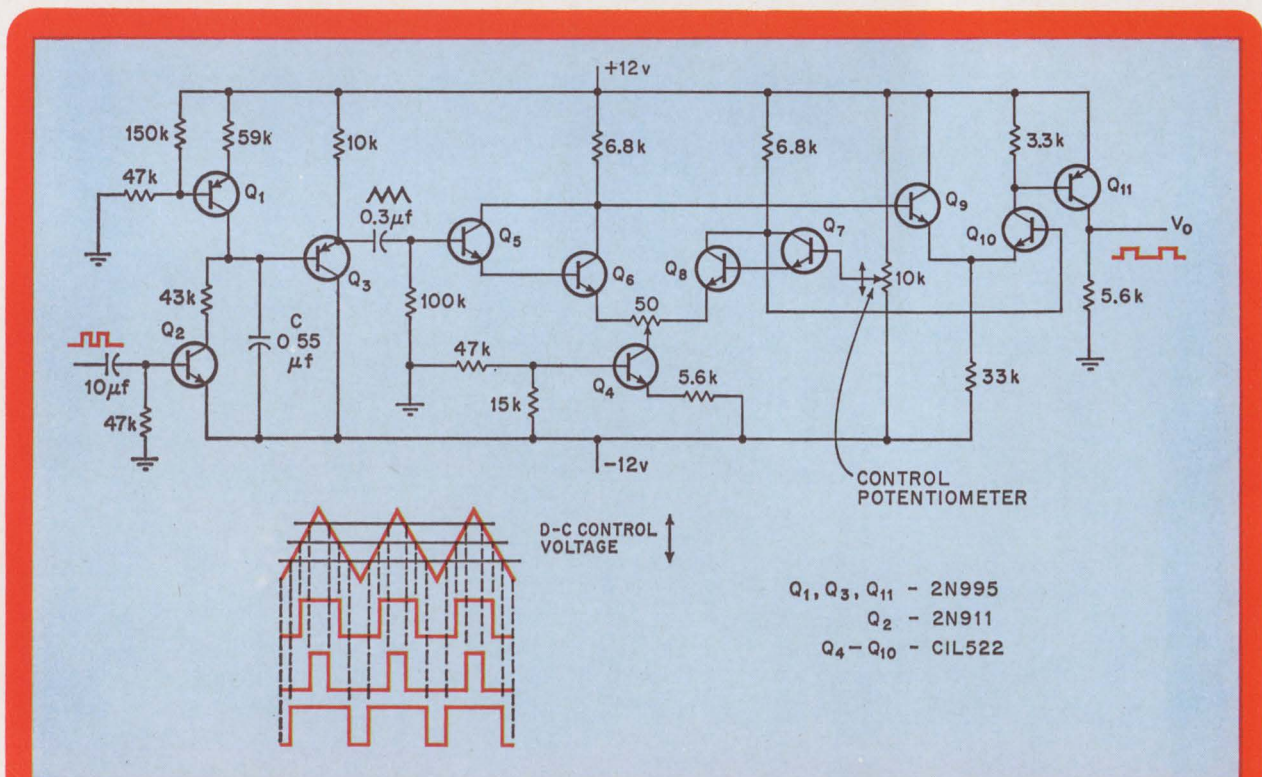 +12v
150k
59k
10k
6.8k
6.8k
3.3k
47k
Q1
0.3μf
Q5
Q7
Q9
Q10
Q11
Vo
Q3
Q6
Q8
10k
43k
100k
50
5.6k
Q2
C
0 55
μf
47k
Q4
5.6k
33k
10μf
47k
15k
-12v
CONTROL
POTENTIOMETER
D-C CONTROL
VOLTAGE
Q1, Q3, Q11 - 2N995
Q2 - 2N911
Q4-Q10 - CIL522